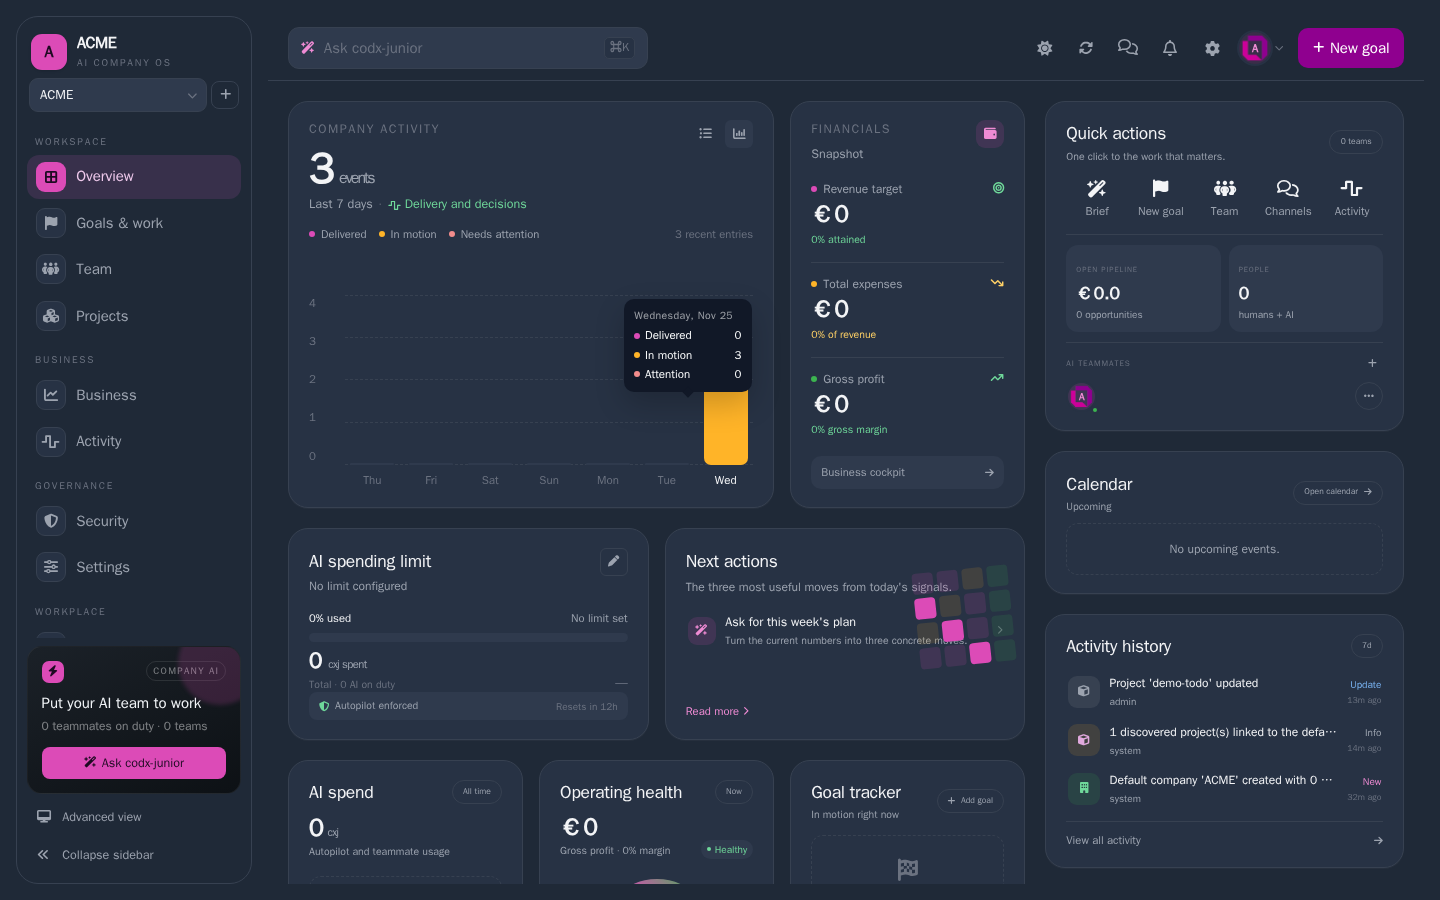 A
ACME
AI COMPANY OS
ACME
WORKSPACE
Overview
Goals & work
Team
Projects
BUSINESS
Business
Activity
GOVERNANCE
Security
Settings
WORKPLACE
COMPANY AI
Put your AI team to work
0 teammates on duty · 0 teams
Ask codx-junior
Advanced view
Collapse sidebar
Ask codx-junior
⌘K
A
+ New goal
COMPANY ACTIVITY
3 events
Last 7 days · Delivery and decisions
Delivered
In motion
Needs attention
3 recent entries
4
3
2
1
0
Wednesday, Nov 25
Delivered 0
In motion 3
Attention 0
Thu
Fri
Sat
Sun
Mon
Tue
Wed
FINANCIALS
Snapshot
Revenue target
€0
0% attained
Total expenses
€0
0% of revenue
Gross profit
€0
0% gross margin
Business cockpit
Quick actions
One click to the work that matters.
0 teams
Brief
New goal
Team
Channels
Activity
OPEN PIPELINE
€0.0
0 opportunities
PEOPLE
0
humans + AI
AI TEAMMATES
A
Calendar
Upcoming
Open calendar
No upcoming events.
AI spending limit
No limit configured
0% used
No limit set
0 cxj spent
Total · 0 AI on duty
—
Autopilot enforced
Resets in 12h
Next actions
The three most useful moves from today's signals.
Ask for this week's plan
Turn the current numbers into three concrete moves.
Read more
Activity history
7d
Project 'demo-todo' updated
Update
admin
13m ago
1 discovered project(s) linked to the defa···
Info
system
14m ago
Default company 'ACME' created with 0 ···
New
system
32m ago
View all activity
AI spend
All time
0 cxj
Autopilot and teammate usage
Operating health
Now
€0
Gross profit · 0% margin
Healthy
Goal tracker
In motion right now
+ Add goal